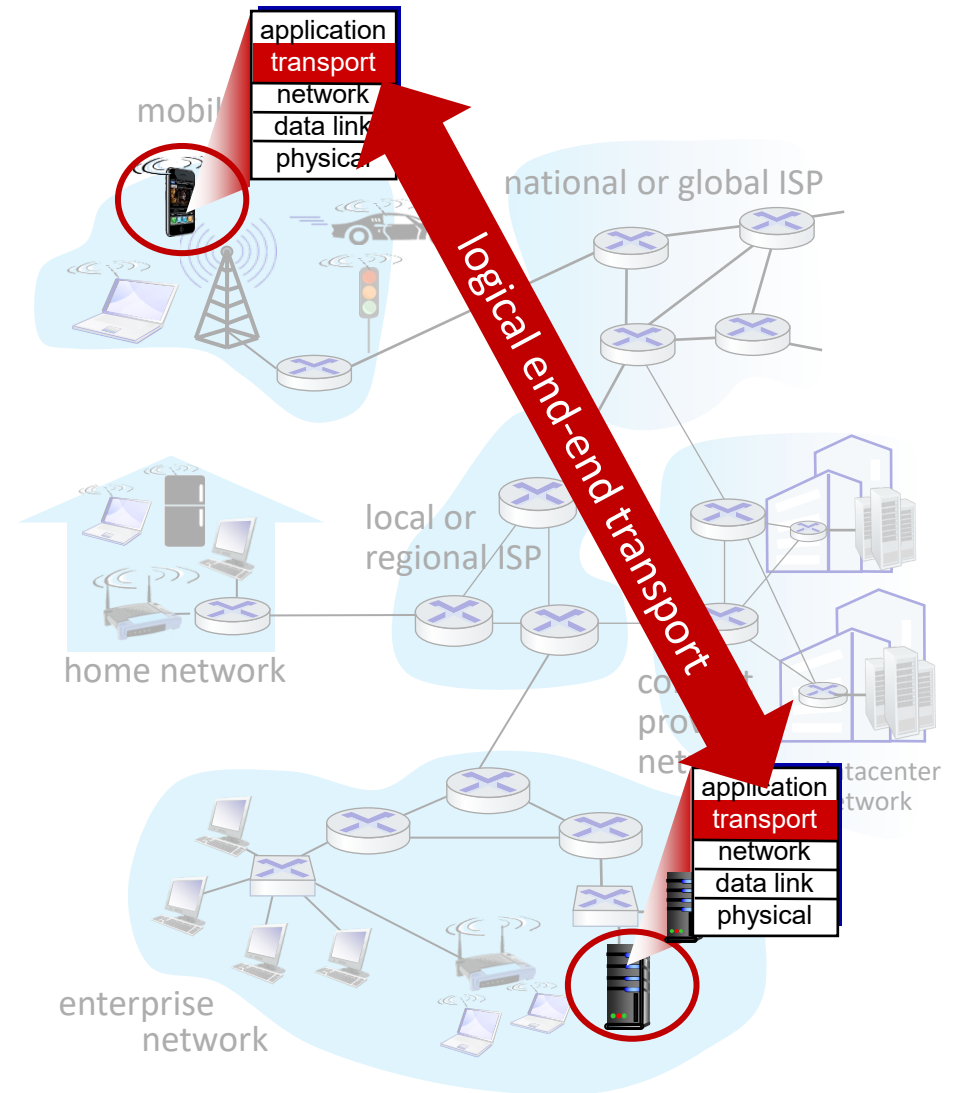 application
transport
network
data link
physical
mobil
national or global ISP
logical end-end transport
local or
regional ISP
home network
application
transport
network
data link
physical
enterprise
network